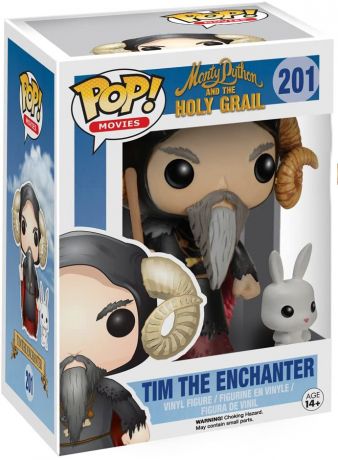 POP!
MOVIES
Monty Python
AND THE
HOLY GRAIL
201
POP!
MOVIES
201
TIM THE ENCHANTER
VINYL FIGURE / FIGURINE EN VINYLE /
FIGURA DE VINIL
WARNING: CHOKING HAZARD.
May contain small parts.
AGE
14+